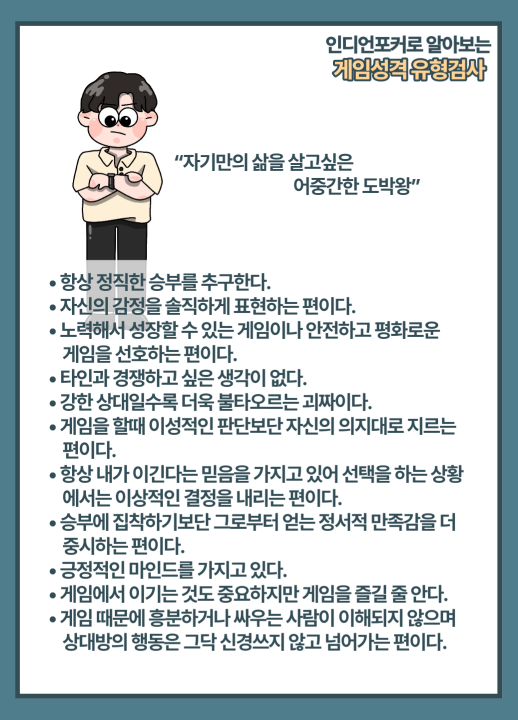 인디언포커로 알아보는
게임성격 유형검사
“자기만의 삶을 살고싶은
어중간한 도박왕”
• 항상 정직한 승부를 추구한다.
• 자신의 감정을 솔직하게 표현하는 편이다.
• 노력해서 성장할 수 있는 게임이나 안전하고 평화로운
게임을 선호하는 편이다.
• 타인과 경쟁하고 싶은 생각이 없다.
• 강한 상대일수록 더욱 불타오르는 괴짜이다.
• 게임을 할때 이성적인 판단보단 자신의 의지대로 지르는
편이다.
• 항상 내가 이긴다는 믿음을 가지고 있어 선택을 하는 상황
에서는 이상적인 결정을 내리는 편이다.
• 승부에 집착하기보단 그로부터 얻는 정서적 만족감을 더
중시하는 편이다.
• 긍정적인 마인드를 가지고 있다.
• 게임에서 이기는 것도 중요하지만 게임을 즐길 줄 안다.
• 게임 때문에 흥분하거나 싸우는 사람이 이해되지 않으며
상대방의 행동은 그닥 신경쓰지 않고 넘어가는 편이다.